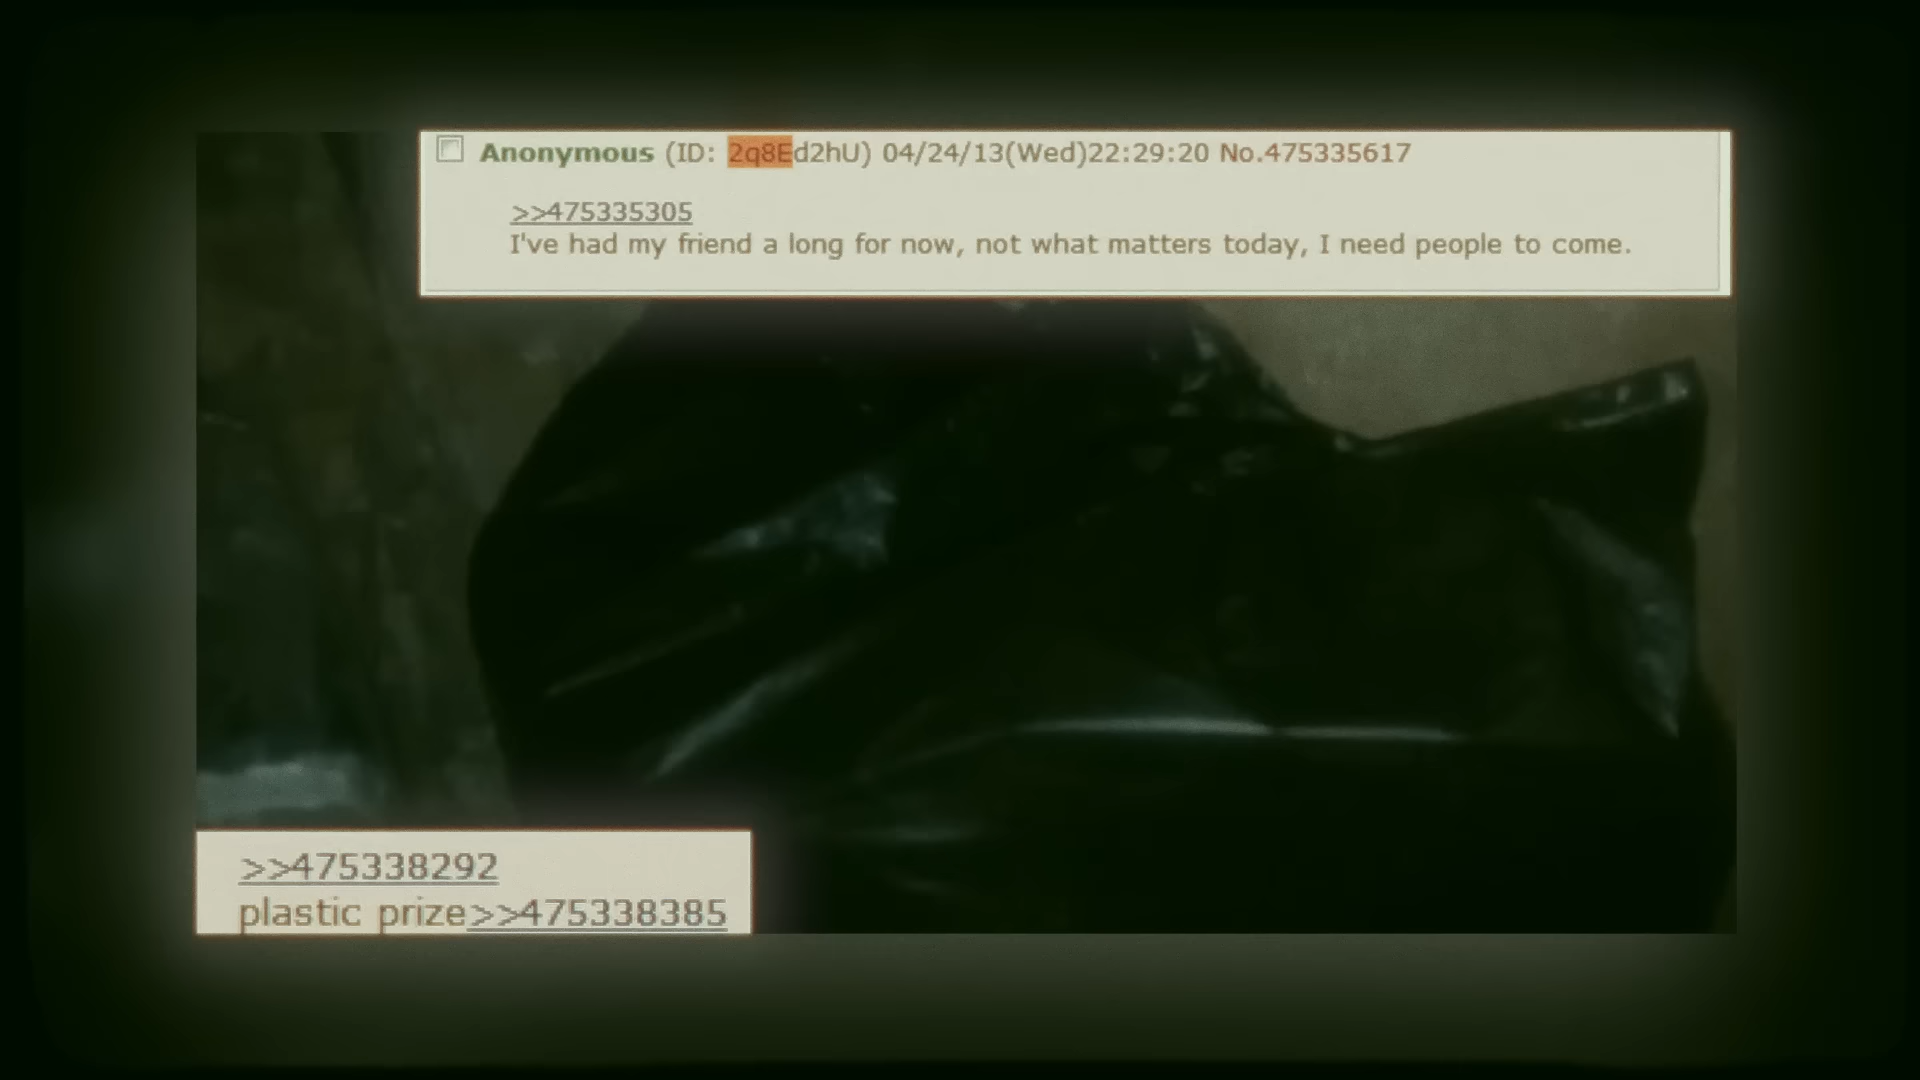 Anonymous (ID: 2q8Ed2hU) 04/24/13(Wed)22:29:20 No.475335617
>>475335305
I've had my friend a long for now, not what matters today, I need people to come.
>>475338292
plastic prize>>475338385